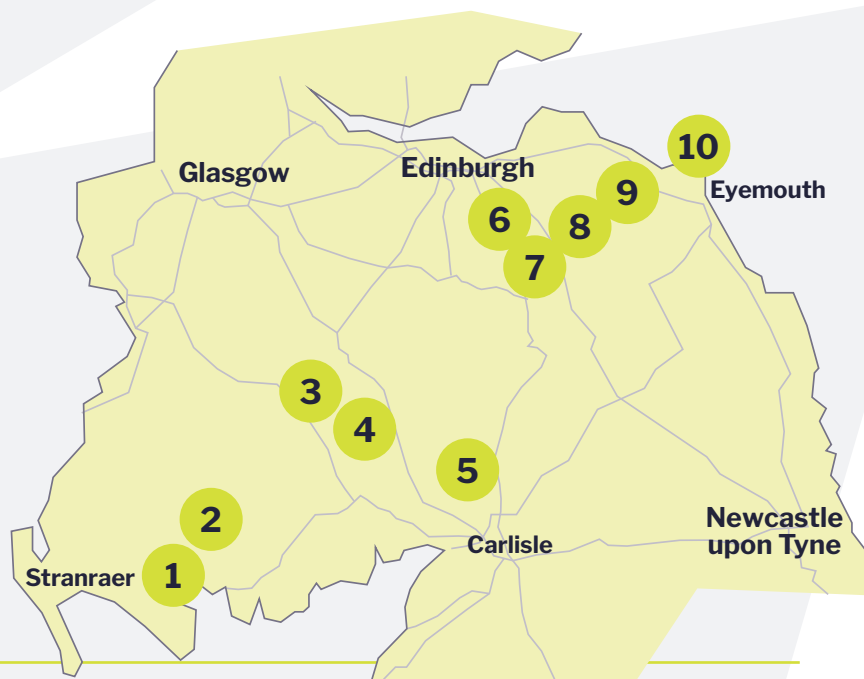 10
Edinburgh
Glasgow
9
Eyemouth
6
8
7
3
4
5
2
Newcastle
upon Tyne
Carlisle
Stranraer
1